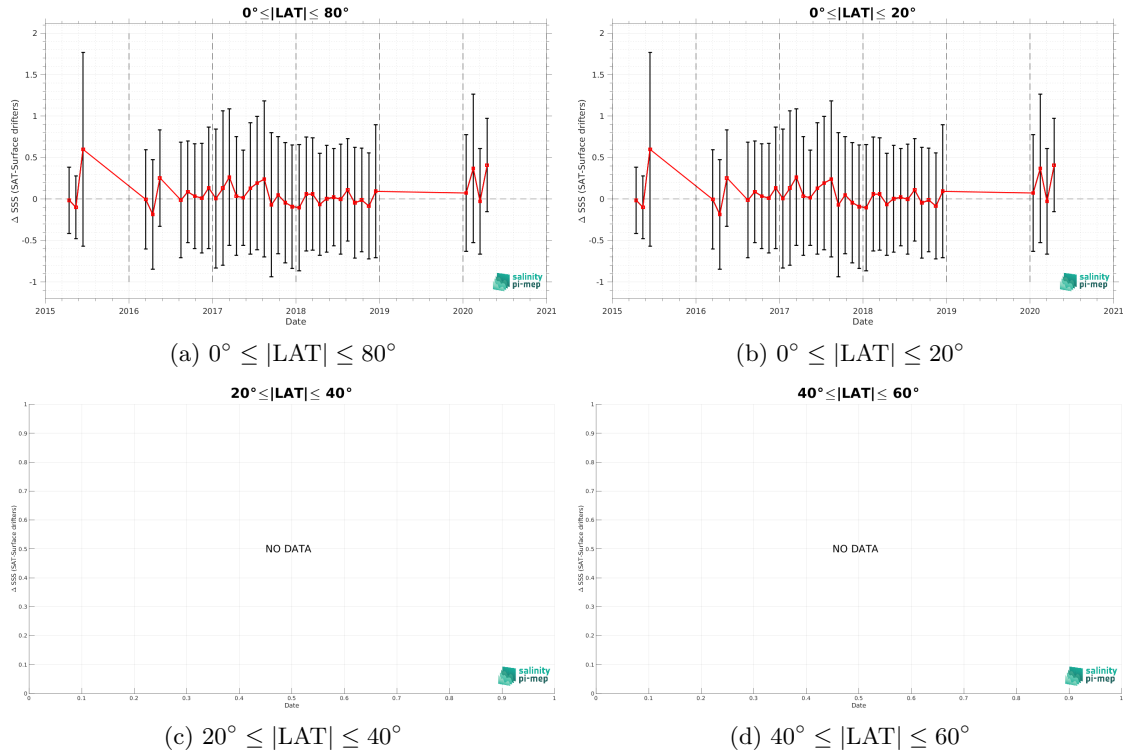 0°≤|LAT|≤ 80°
2
1.5
1
0.5
0
-0.5
-1
Δ SSS (SAT-Surface drifters)
2015
2016
2017
2018
2019
2020
2021
Date
salinity
pi-mep
(a) 0° ≤ |LAT| ≤ 80°
0°≤|LAT|≤ 20°
2
1.5
1
0.5
0
-0.5
-1
Δ SSS (SAT-Surface drifters)
2015
2016
2017
2018
2019
2020
2021
Date
salinity
pi-mep
(b) 0° ≤ |LAT| ≤ 20°
20°≤|LAT|≤ 40°
1
0.9
0.8
0.7
0.6
0.5
0.4
0.3
0.2
0.1
0
Δ SSS (SAT-Surface drifters)
NO DATA
0
0.1
0.2
0.3
0.4
0.5
0.6
0.7
0.8
0.9
1
Date
salinity
pi-mep
(c) 20° ≤ |LAT| ≤ 40°
40°≤|LAT|≤ 60°
1
0.9
0.8
0.7
0.6
0.5
0.4
0.3
0.2
0.1
0
Δ SSS (SAT-Surface drifters)
NO DATA
0
0.1
0.2
0.3
0.4
0.5
0.6
0.7
0.8
0.9
1
Date
salinity
pi-mep
(d) 40° ≤ |LAT| ≤ 60°